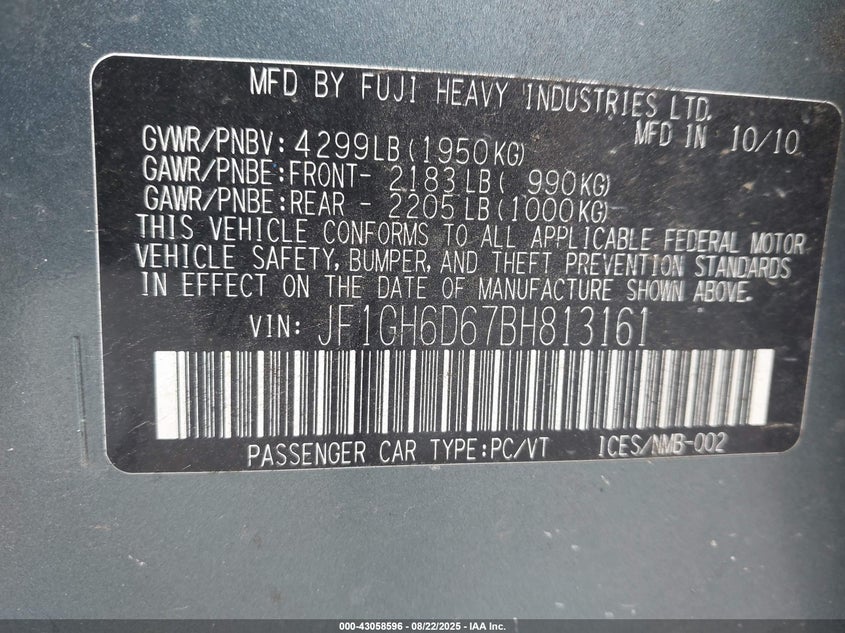 MFD BY FUJI HEAVY INDUSTRIES LTD.
MFD IN 10/10
GVWR/PNBV: 4299LB(1950KG)
GAWR/PNBE:FRONT- 2183LB( 990KG)
GAWR/PNBE:REAR - 2205LB(1000KG)
THIS VEHICLE CONFORMS TO ALL APPLICABLE FEDERAL MOTOR
VEHICLE SAFETY, BUMPER, AND THEFT PREVENTION STANDARDS
IN EFFECT ON THE DATE OF MANUFACTURE SHOWN ABOVE.
VIN: JF1GH6D67BH813161
PASSENGER CAR TYPE:PC/VT ICES/NMB-002
000-43058596 - 08/22/2025 - IAA Inc.